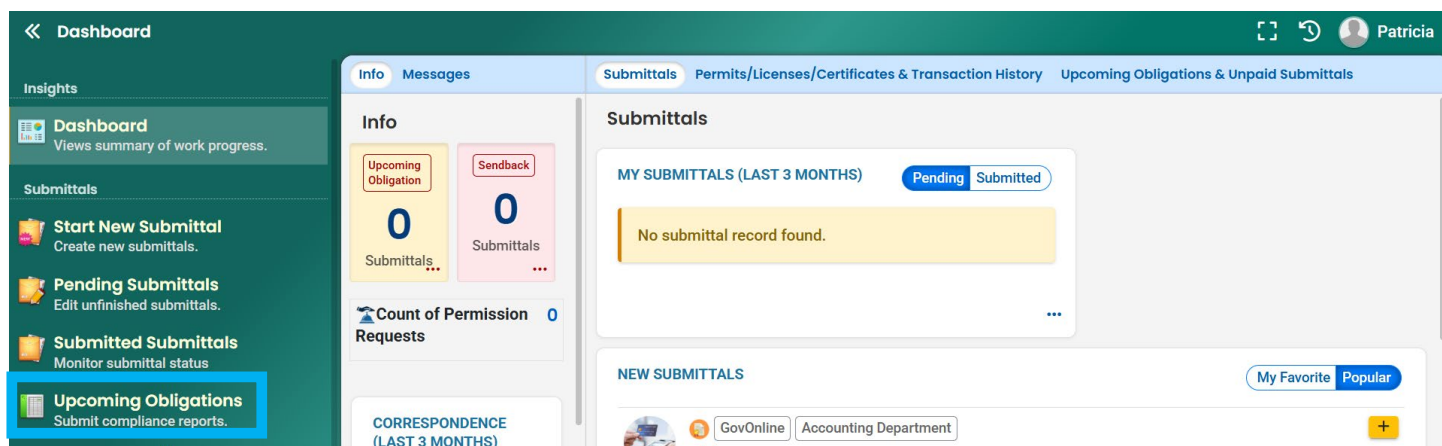 Dashboard
Patricia
Insights
Dashboard
Views summary of work progress.
Submittals
Start New Submittal
Create new submittals.
Pending Submittals
Edit unfinished submittals.
Submitted Submittals
Monitor submittal status
Upcoming Obligations
Submit compliance reports.
Info Messages
Info
Upcoming
Obligation
0
Submittals
Sendback
0
Submittals
Count of Permission 0
Requests
CORRESPONDENCE
(LAST 3 MONTHS)
Submittals Permits/Licenses/Certificates & Transaction History Upcoming Obligations & Unpaid Submittals
Submittals
MY SUBMITTALS (LAST 3 MONTHS) Pending Submitted
No submittal record found.
NEW SUBMITTALS My Favorite Popular
GovOnline Accounting Department